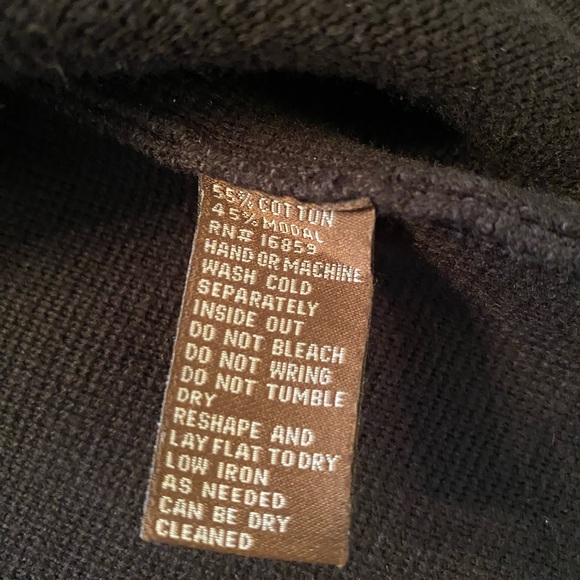 55% COTTON
45% MODAL
RN# 16859
HAND OR MACHINE
WASH COLD
SEPARATELY
INSIDE OUT
DO NOT BLEACH
DO NOT WRING
DO NOT TUMBLE
DRY
RESHAPE AND
LAY FLAT TO DRY
LOW IRON
AS NEEDED
CAN BE DRY
CLEANED